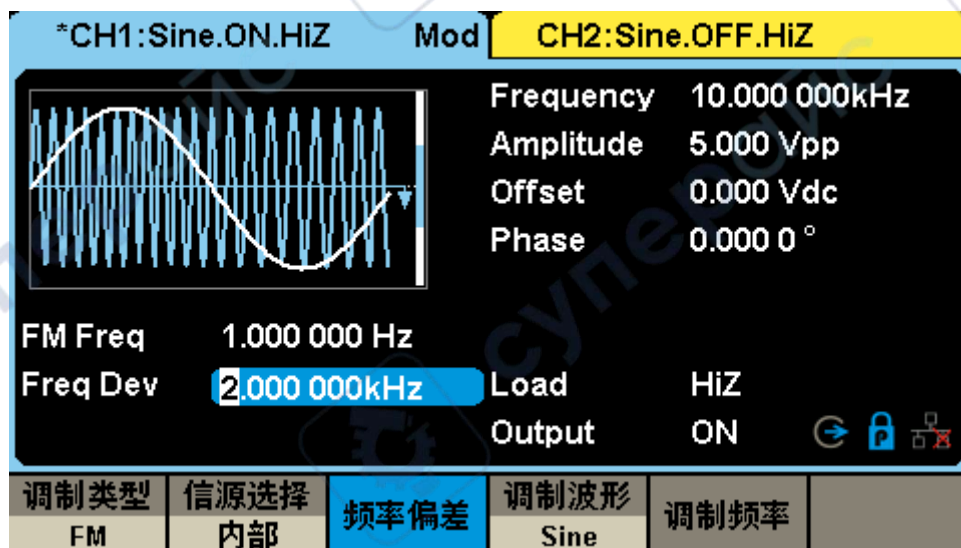 *CH1:Sine.ON.HiZ Mod
CH2:Sine.OFF.HiZ
Frequency 10.000 000kHz
Amplitude 5.000 Vpp
Offset 0.000 Vdc
Phase 0.000 0 °
FM Freq 1.000 000 Hz
Freq Dev 2.000 000kHz
Load HiZ
Output ON
P
调制类型
FM
信源选择
内部
频率偏差
调制波形
Sine
调制频率
суперайс